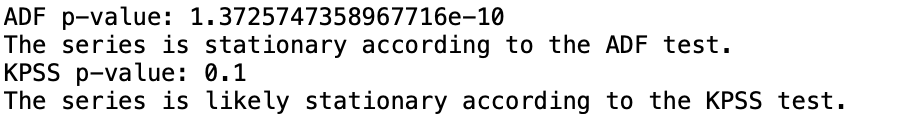 ADF p-value: 1.3725747358967716e-10
The series is stationary according to the ADF test.
KPSS p-value: 0.1
The series is likely stationary according to the KPSS test.